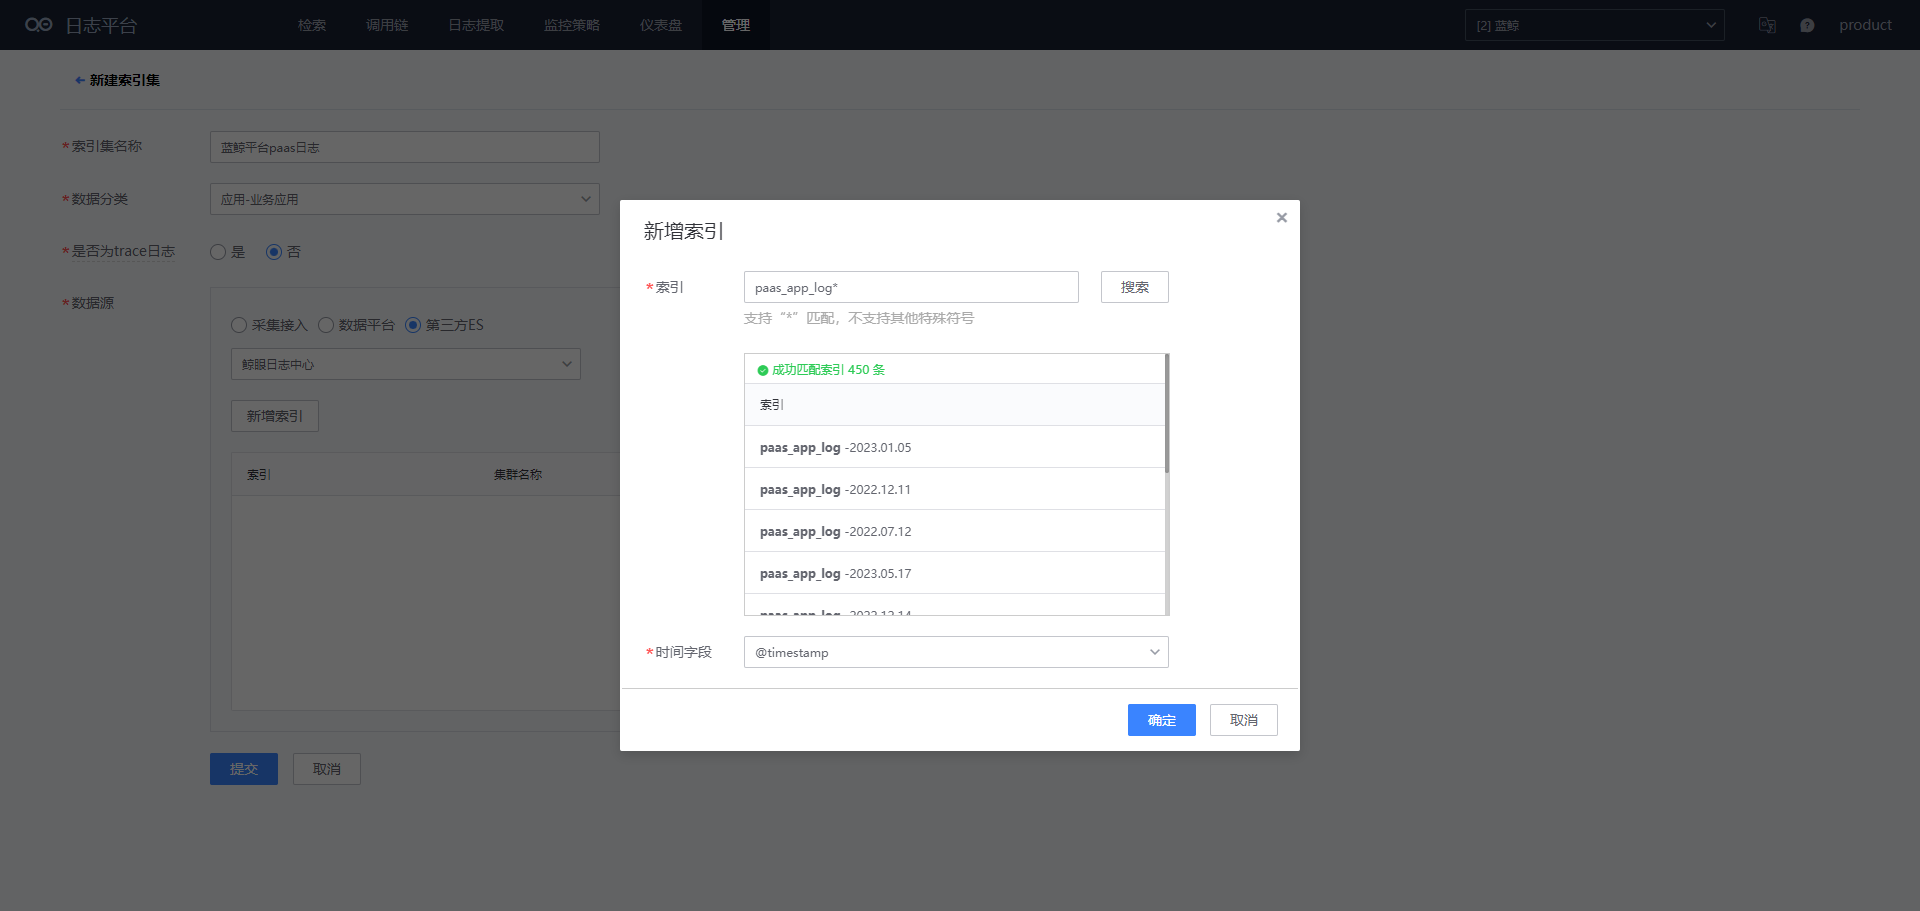 日志平台 检索 调用链 日志提取 监控策略 仪表盘 管理 [2] 蓝鲸 product
新建索引集
*索引集名称 蓝鲸平台paas日志
*数据分类 应用-业务应用
*是否为trace日志 是 否
*数据源
采集接入 数据平台 第三方ES
鲸眼日志中心
新增索引
索引 集群名称
提交 取消
新增索引
*索引 paas_app_log* 搜索
支持“*”匹配，不支持其他特殊符号
成功匹配索引 450 条
索引
paas_app_log -2023.01.05
paas_app_log -2022.12.11
paas_app_log -2022.07.12
paas_app_log -2023.05.17
*时间字段 @timestamp
确定 取消